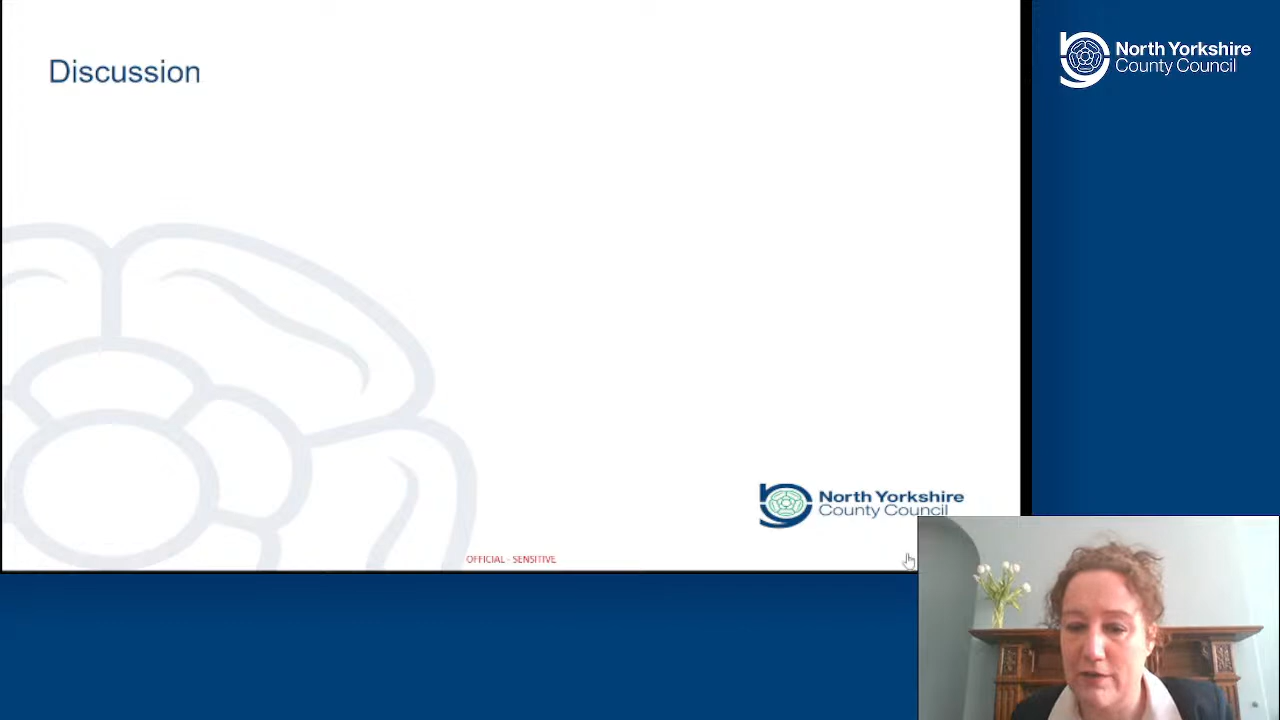 Discussion
North Yorkshire
County Council
North Yorkshire
County Council
OFFICIAL - SENSITIVE